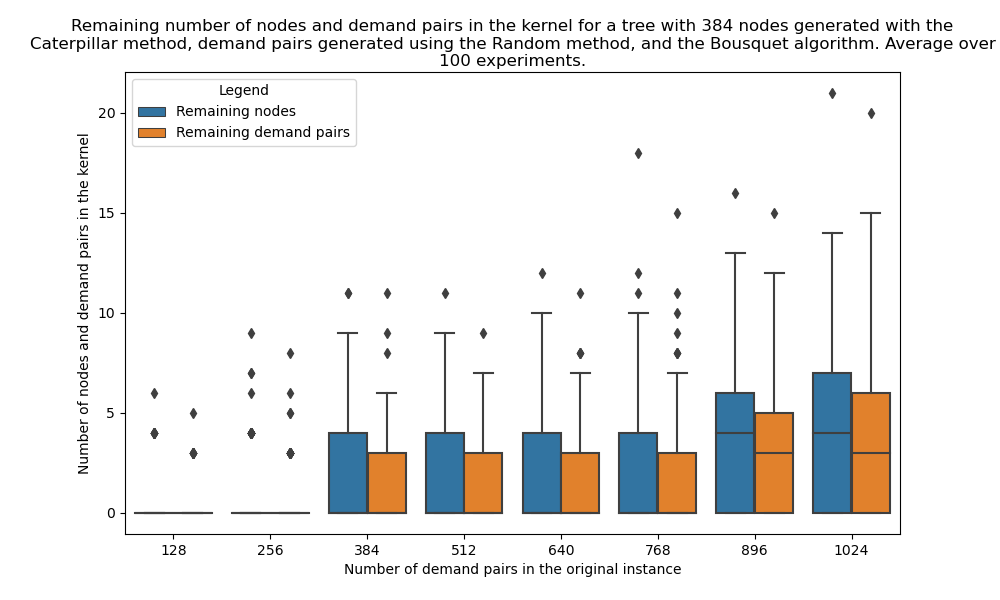 Remaining number of nodes and demand pairs in the kernel for a tree with 384 nodes generated with the
Caterpillar method, demand pairs generated using the Random method, and the Bousquet algorithm. Average over
100 experiments.
Legend
Remaining nodes
Remaining demand pairs
Number of nodes and demand pairs in the kernel
20
15
10
5
0
128 256 384 512 640 768 896 1024
Number of demand pairs in the original instance